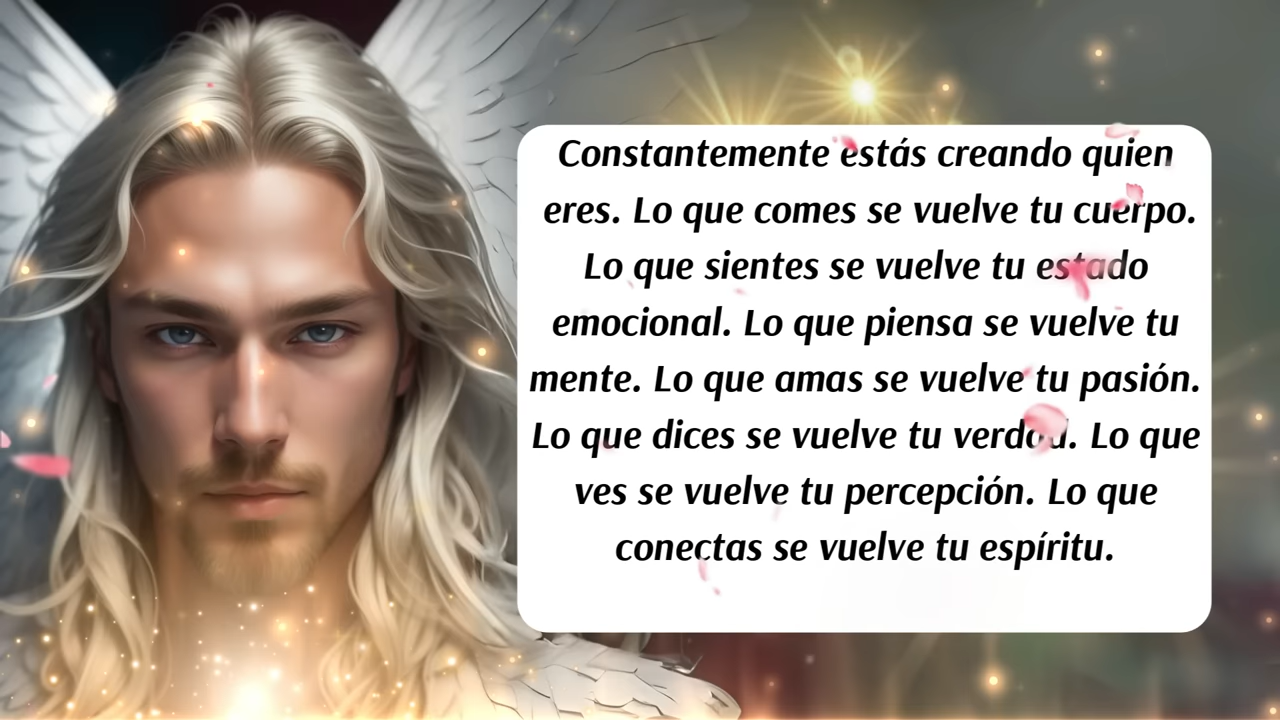 Constantemente estás creando quien
eres. Lo que comes se vuelve tu cuerpo.
Lo que sientes se vuelve tu estado
emocional. Lo que piensa se vuelve tu
mente. Lo que amas se vuelve tu pasión.
Lo que dices se vuelve tu verdad. Lo que
ves se vuelve tu percepción. Lo que
conectas se vuelve tu espíritu.